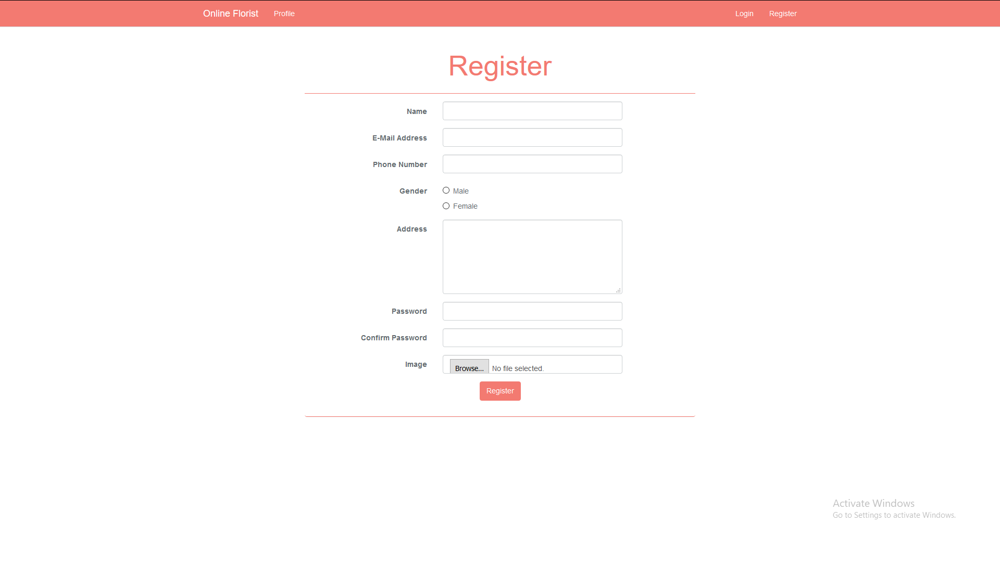 Online Florist Profile Login Register
Register
Name
E-Mail Address
Phone Number
Gender Male
Female
Address
Password
Confirm Password
Image Browse... No file selected.
Register
Activate Windows
Go to Settings to activate Windows.